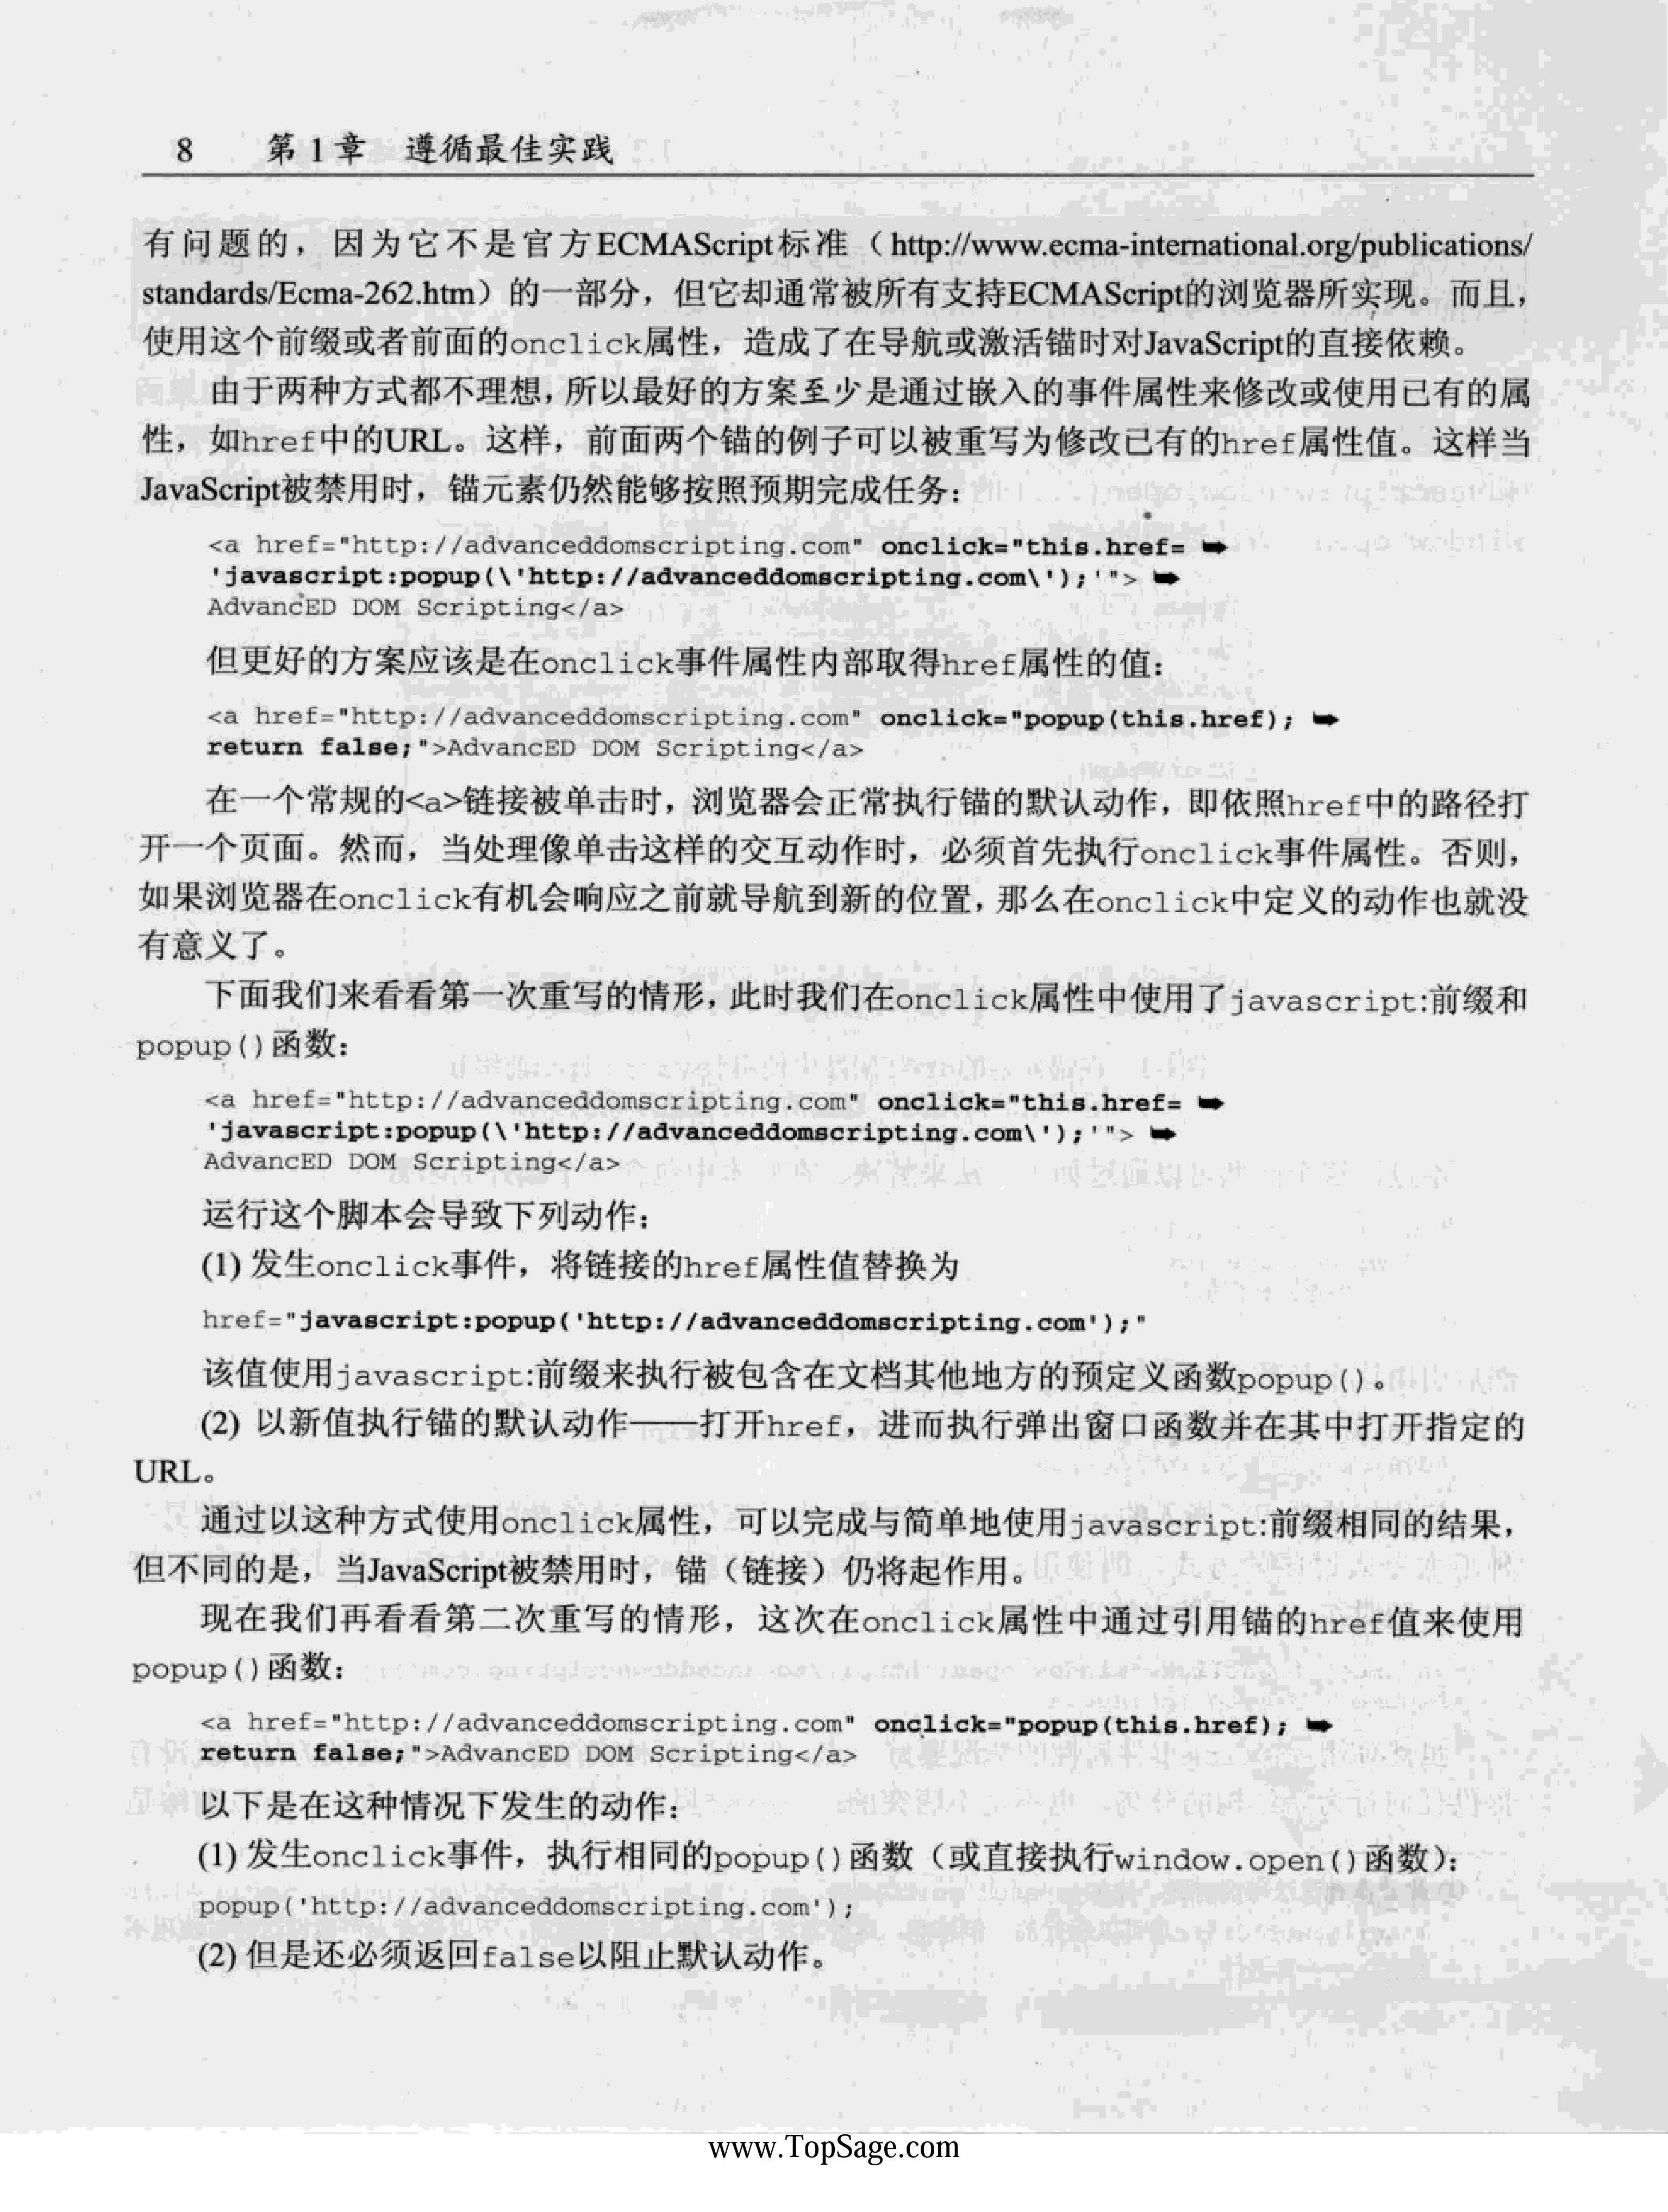 8 第1章 遵循最佳实践
有问题的，因为它不是官方ECMAScript标准（http://www.ecma-international.org/publications/
standards/Ecma-262.htm）的一部分，但它却通常被所有支持ECMAScript的浏览器所实现。而且，
使用这个前缀或者前面的onclick属性，造成了在导航或激活锚时对JavaScript的直接依赖。
由于两种方式都不理想，所以最好的方案至少是通过嵌入的事件属性来修改或使用已有的属
性，如href中的URL。这样，前面两个锚的例子可以被重写为修改已有的href属性值。这样当
JavaScript被禁用时，锚元素仍然能够按照预期完成任务：
<a href="http://advanceddomscripting.com" onclick="this.href= ➥
'javascript:popup(\'http://advanceddomscripting.com\');'"> ➥
AdvancED DOM Scripting</a>
但更好的方案应该是在onclick事件属性内部取得href属性的值：
<a href="http://advanceddomscripting.com" onclick="popup(this.href); ➥
return false;">AdvancED DOM Scripting</a>
在一个常规的<a>链接被单击时，浏览器会正常执行锚的默认动作，即依照href中的路径打
开一个页面。然而，当处理像单击这样的交互动作时，必须首先执行onclick事件属性。否则，
如果浏览器在onclick有机会响应之前就导航到新的位置，那么在onclick中定义的动作也就没
有意义了。
下面我们来看看第一次重写的情形，此时我们在onclick属性中使用了javascript:前缀和
popup()函数：
<a href="http://advanceddomscripting.com" onclick="this.href= ➥
'javascript:popup(\'http://advanceddomscripting.com\');'"> ➥
AdvancED DOM Scripting</a>
运行这个脚本会导致下列动作：
(1) 发生onclick事件，将链接的href属性值替换为
href="javascript:popup('http://advanceddomscripting.com');"
该值使用javascript:前缀来执行被包含在文档其他地方的预定义函数popup()。
(2) 以新值执行锚的默认动作——打开href，进而执行弹出窗口函数并在其中打开指定的
URL。
通过以这种方式使用onclick属性，可以完成与简单地使用javascript:前缀相同的结果，
但不同的是，当JavaScript被禁用时，锚（链接）仍将起作用。
现在我们再看看第二次重写的情形，这次在onclick属性中通过引用锚的href值来使用
popup()函数：
<a href="http://advanceddomscripting.com" onclick="popup(this.href); ➥
return false;">AdvancED DOM Scripting</a>
以下是在这种情况下发生的动作：
(1) 发生onclick事件，执行相同的popup()函数（或直接执行window.open()函数）：
popup('http://advanceddomscripting.com');
(2) 但是还必须返回false以阻止默认动作。
www.TopSage.com